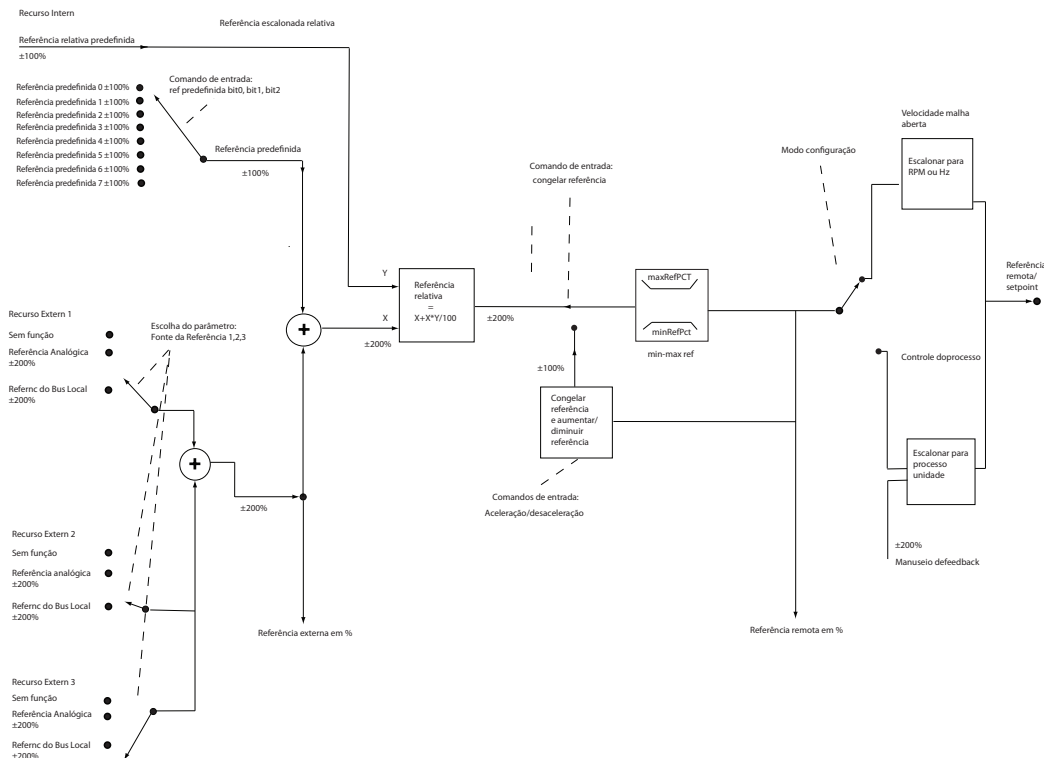 Recurso Intern
Referência escalonada relativa
Referência relativa predefinida
±100%
Comando de entrada:
ref predefinida bit0, bit1, bit2
Referência predefinida 0 ±100%
Referência predefinida 1 ±100%
Referência predefinida 2 ±100%
Referência predefinida 3 ±100%
Referência predefinida 4 ±100%
Referência predefinida 5 ±100%
Referência predefinida 6 ±100%
Referência predefinida 7 ±100%
Referência predefinida
±100%
Velocidade malha
aberta
Modo configuração
Escalonar para
RPM ou Hz
Comando de entrada:
congelar referência
Y
X
±200%
Referência
relativa
=
X+X*Y/100
±200%
maxRefPCT
minRefPct
min-max ref
Referência
remota/
setpoint
Recurso Extern 1
Sem função
Referência Analógica
±200%
Refernc do Bus Local
±200%
Escolha do parâmetro:
Fonte da Referência 1,2,3
+
+
±200%
±100%
Congelar
referência
e aumentar/
diminuir
referência
Comandos de entrada:
Aceleração/desaceleração
Controle doprocesso
Escalonar para
processo
unidade
±200%
Manuseio defeedback
Recurso Extern 2
Sem função
Referência analógica
±200%
Refernc do Bus Local
±200%
Referência externa em %
Referência remota em %
Recurso Extern 3
Sem função
Referência Analógica
±200%
Refernc do Bus Local
±200%